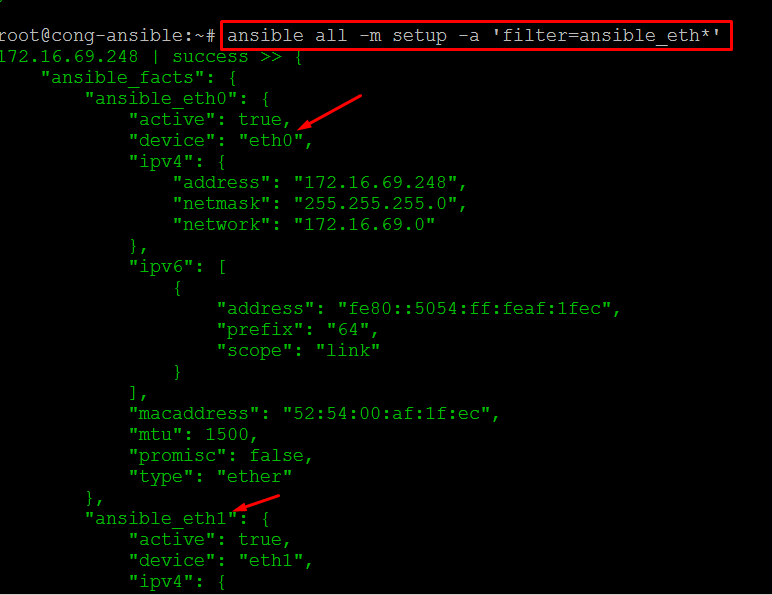 root@cong-ansible:~# ansible all -m setup -a 'filter=ansible_eth*'
172.16.69.248 | success >> {
    "ansible_facts": {
        "ansible_eth0": {
            "active": true,
            "device": "eth0",
            "ipv4": {
                "address": "172.16.69.248",
                "netmask": "255.255.255.0",
                "network": "172.16.69.0"
            },
            "ipv6": [
                {
                    "address": "fe80::5054:ff:feaf:1fec",
                    "prefix": "64",
                    "scope": "link"
                }
            ],
            "macaddress": "52:54:00:af:1f:ec",
            "mtu": 1500,
            "promisc": false,
            "type": "ether"
        },
        "ansible_eth1": {
            "active": true,
            "device": "eth1",
            "ipv4": {